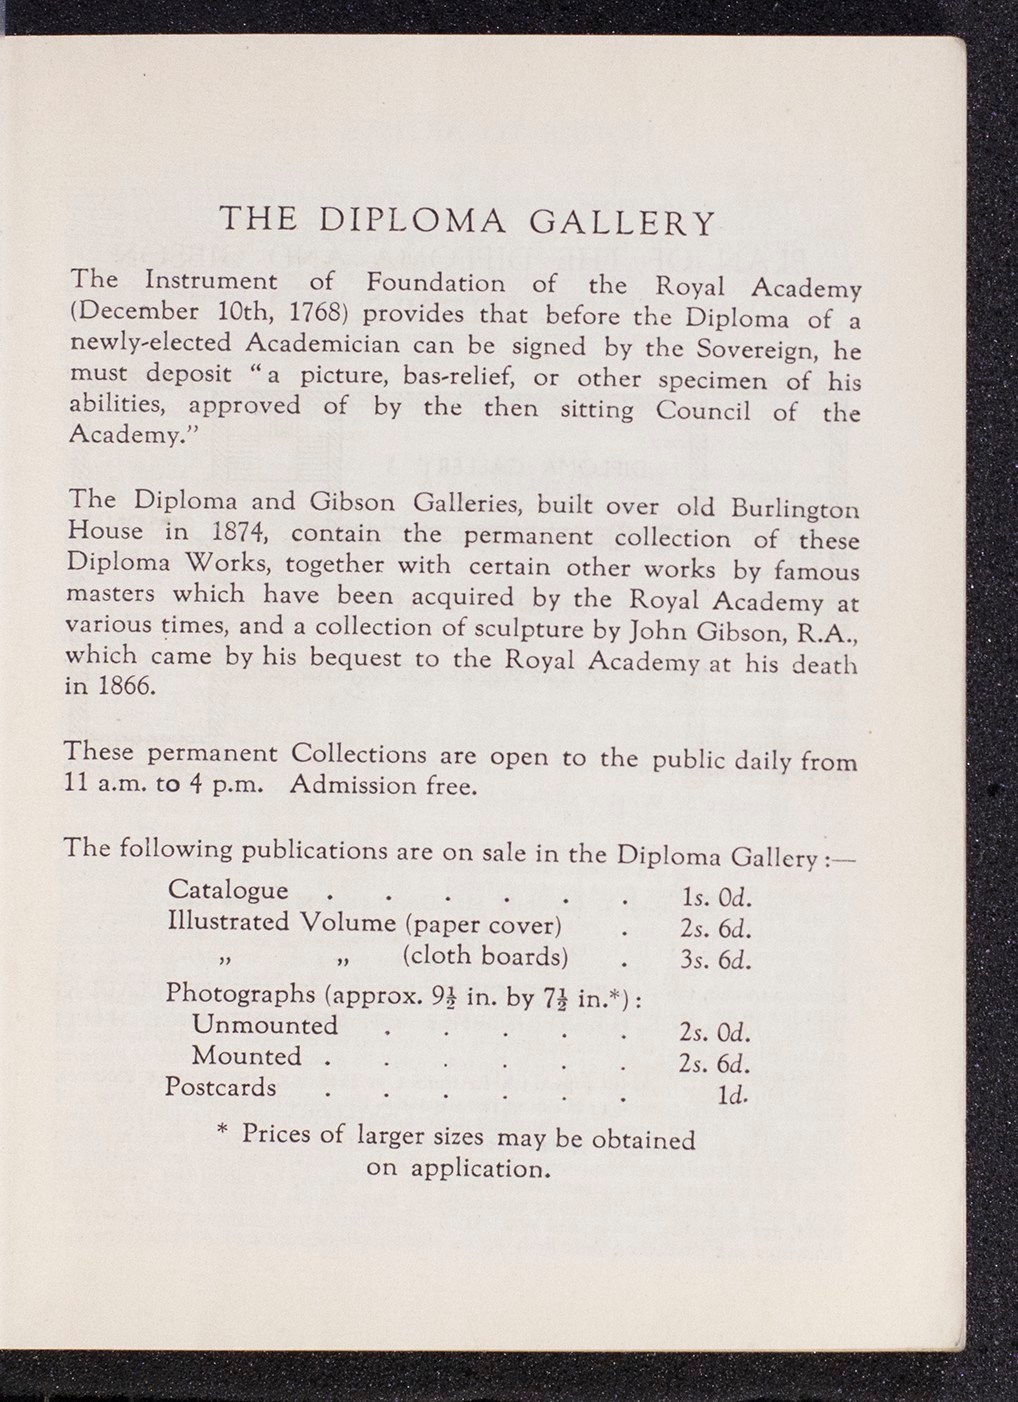 THE DIPLOMA GALLERY
The Instrument of Foundation of the Royal Academy
(December 10th, 1768) provides that before the Diploma of a
newly-elected Academician can be signed by the Sovereign, he
must deposit “a picture, bas-relief, or other specimen of his
abilities, approved of by the then sitting Council of the
Academy.”
The Diploma and Gibson Galleries, built over old Burlington
House in 1874, contain the permanent collection of these
Diploma Works, together with certain other works by famous
masters which have been acquired by the Royal Academy at
various times, and a collection of sculpture by John Gibson, R.A.,
which came by his bequest to the Royal Academy at his death
in 1866.
These permanent Collections are open to the public daily from
11 a.m. to 4 p.m. Admission free.
The following publications are on sale in the Diploma Gallery :—
Catalogue . . . . . . 1s. 0d.
Illustrated Volume (paper cover) . 2s. 6d.
„ „ (cloth boards) . 3s. 6d.
Photographs (approx. 9½ in. by 7½ in.*) :
Unmounted . . . . . 2s. 0d.
Mounted . . . . . . 2s. 6d.
Postcards . . . . . . 1d.
* Prices of larger sizes may be obtained
on application.